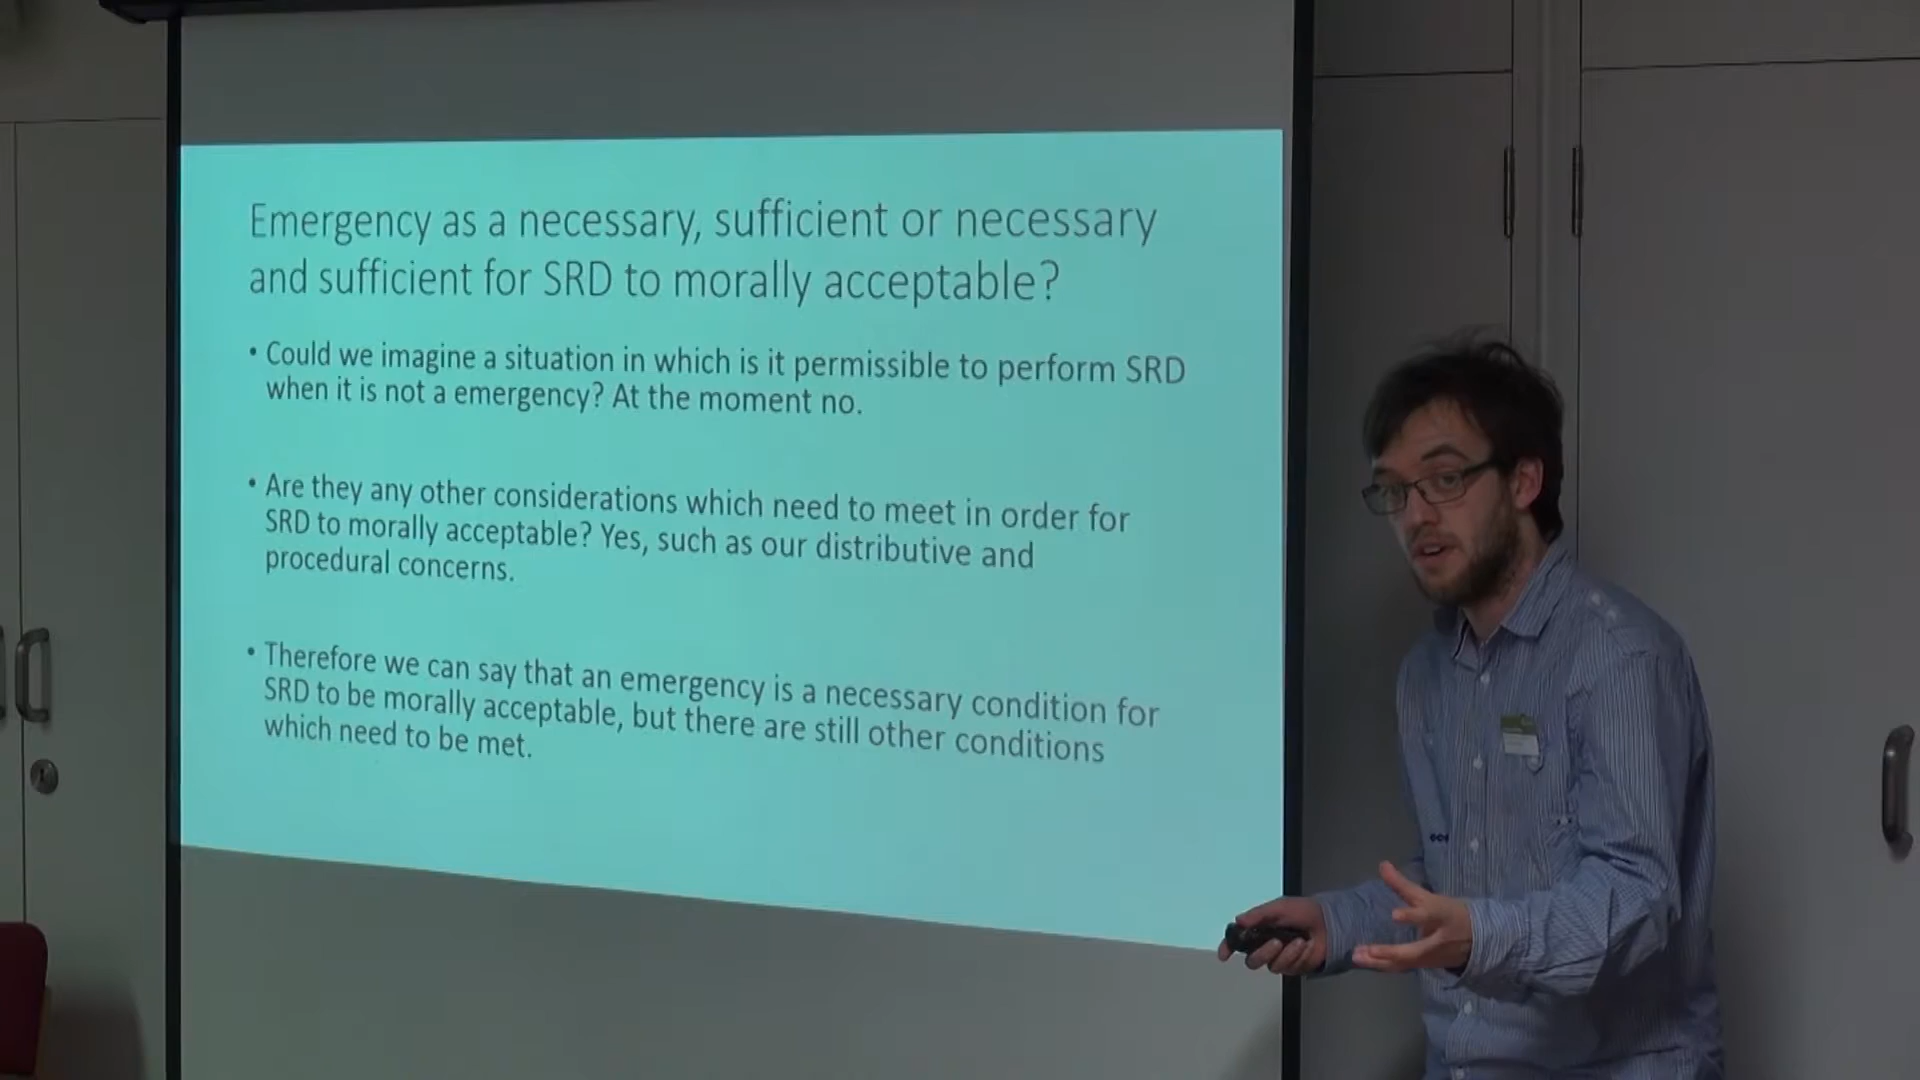 Emergency as a necessary, sufficient or necessary
and sufficient for SRD to morally acceptable?
• Could we imagine a situation in which is it permissible to perform SRD
when it is not a emergency? At the moment no.
• Are they any other considerations which need to meet in order for
SRD to morally acceptable? Yes, such as our distributive and
procedural concerns.
• Therefore we can say that an emergency is a necessary condition for
SRD to be morally acceptable, but there are still other conditions
which need to be met.